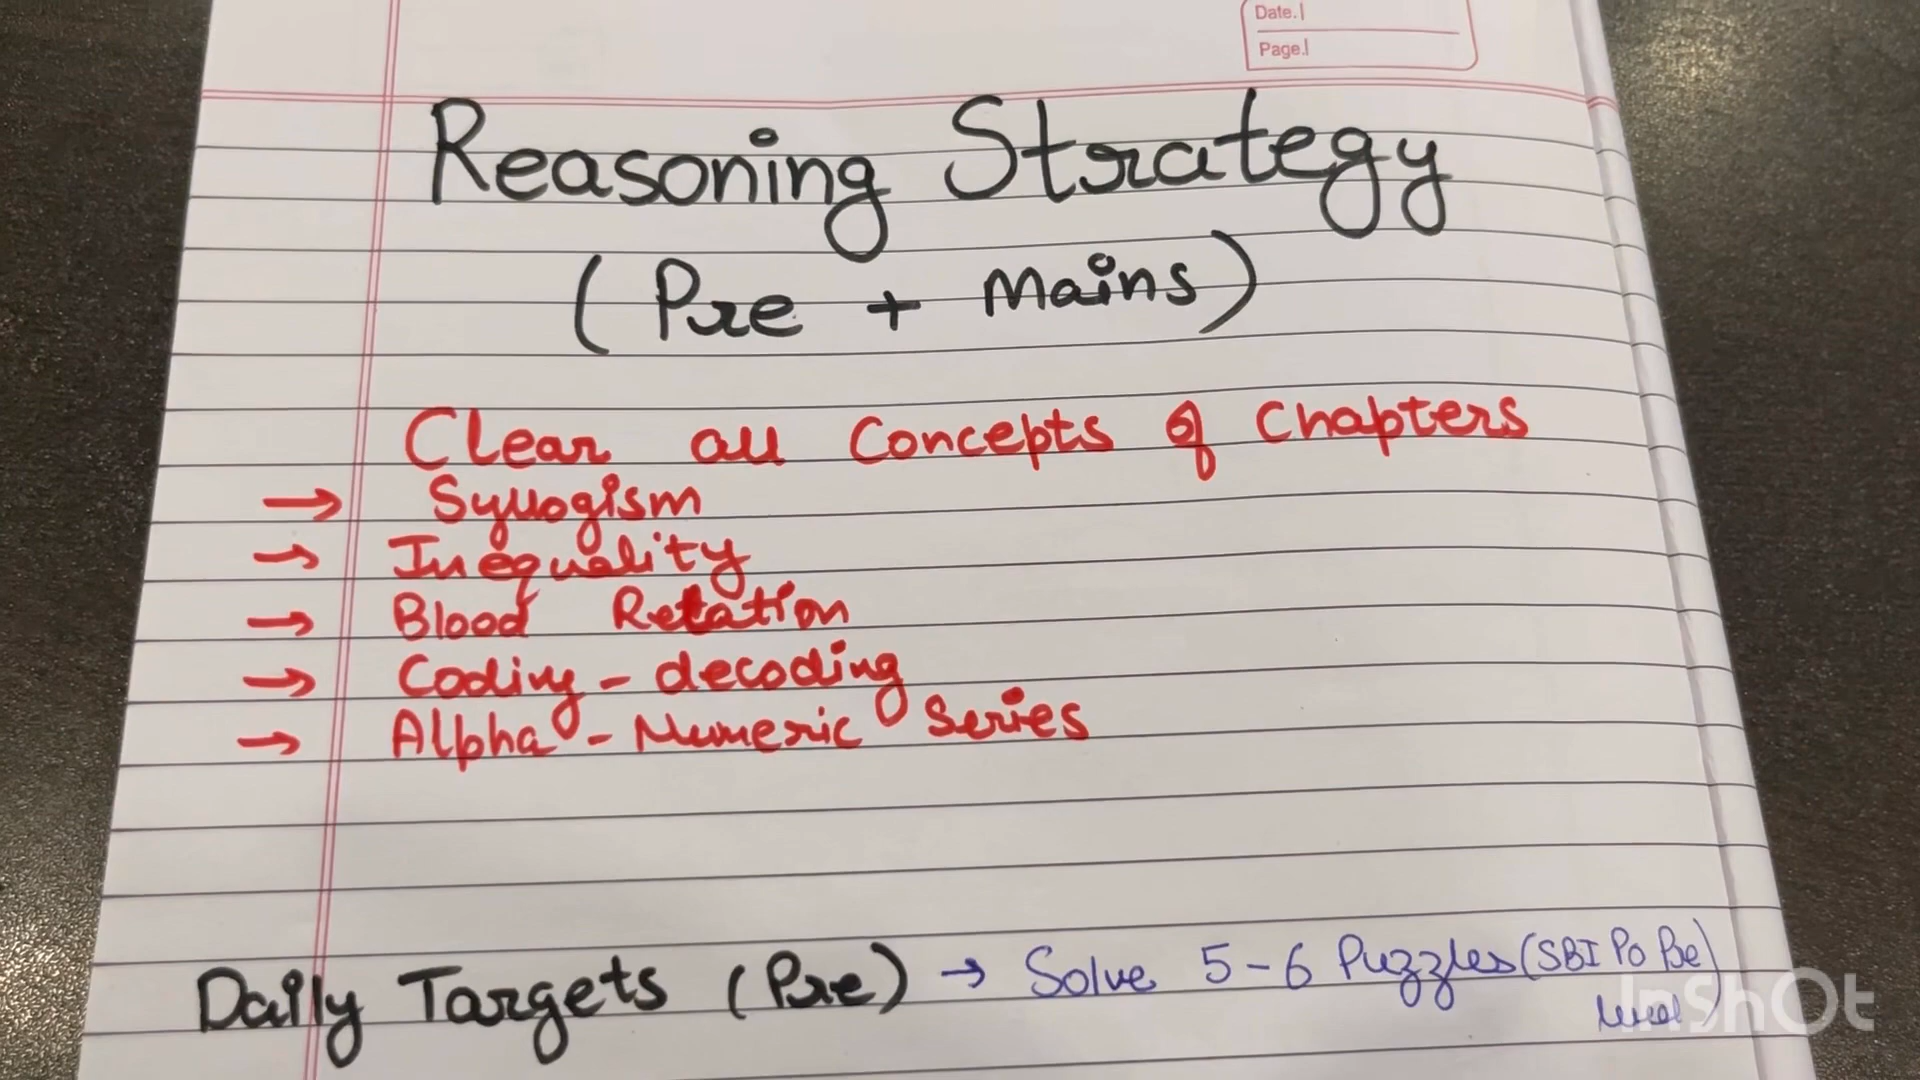 Date.
Page.
Reasoning Strategy
(Pre + Mains)
Clear all Concepts of Chapters
→ Syllogism
→ Inequality
→ Blood Relation
→ Coding - decoding
→ Alpha - Numeric Series
Daily Targets (Pre) → Solve 5-6 Puzzles (SBI PO Pre
level)
InShOt